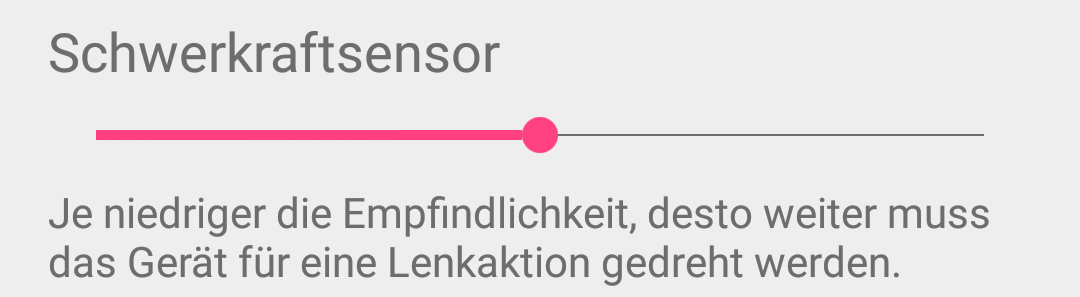 Schwerkraftsensor
Je niedriger die Empfindlichkeit, desto weiter muss
das Gerät für eine Lenkaktion gedreht werden.